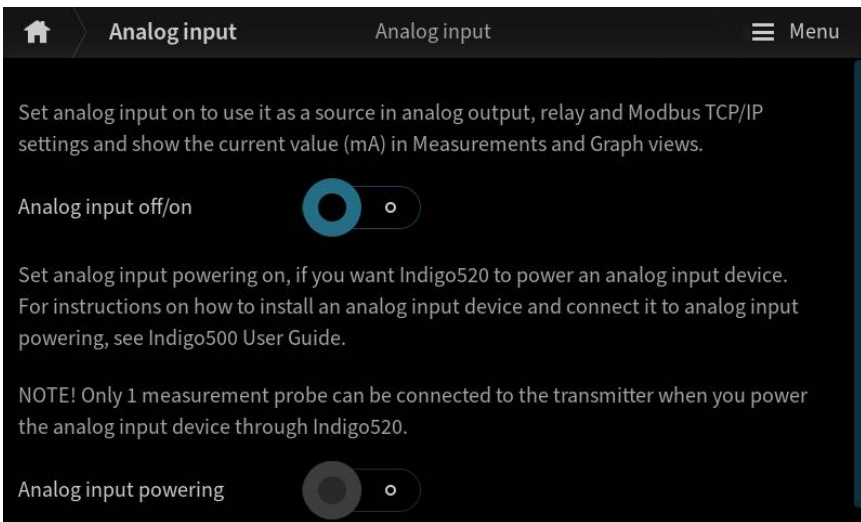 Analog input
Analog input
Menu
Set analog input on to use it as a source in analog output, relay and Modbus TCP/IP
settings and show the current value (mA) in Measurements and Graph views.
Analog input off/on
Set analog input powering on, if you want Indigo520 to power an analog input device.
For instructions on how to install an analog input device and connect it to analog input
powering, see Indigo500 User Guide.
NOTE! Only 1 measurement probe can be connected to the transmitter when you power
the analog input device through Indigo520.
Analog input powering